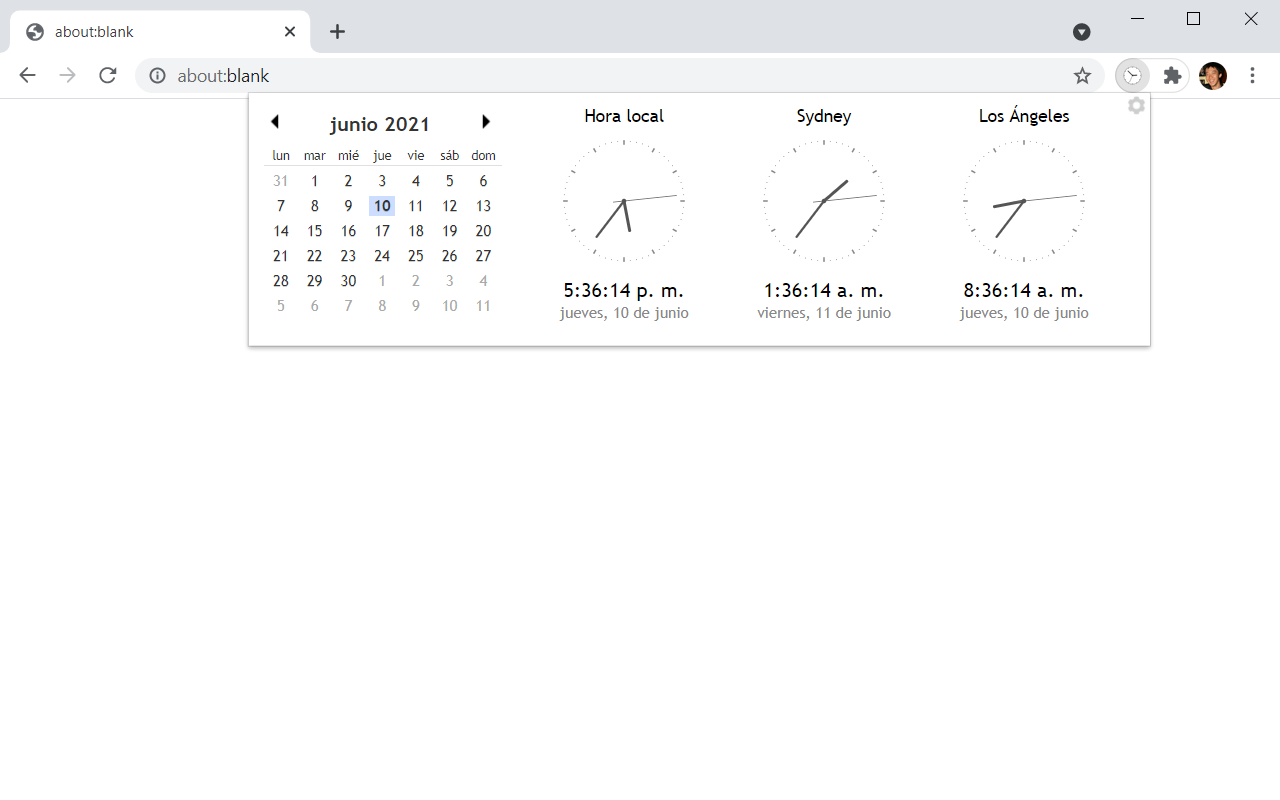 about:blank
about:blank
junio 2021
lun mar mié jue vie sáb dom
31 1 2 3 4 5 6
7 8 9 10 11 12 13
14 15 16 17 18 19 20
21 22 23 24 25 26 27
28 29 30 1 2 3 4
5 6 7 8 9 10 11
Hora local
5:36:14 p. m.
jueves, 10 de junio
Sydney
1:36:14 a. m.
viernes, 11 de junio
Los Ángeles
8:36:14 a. m.
jueves, 10 de junio